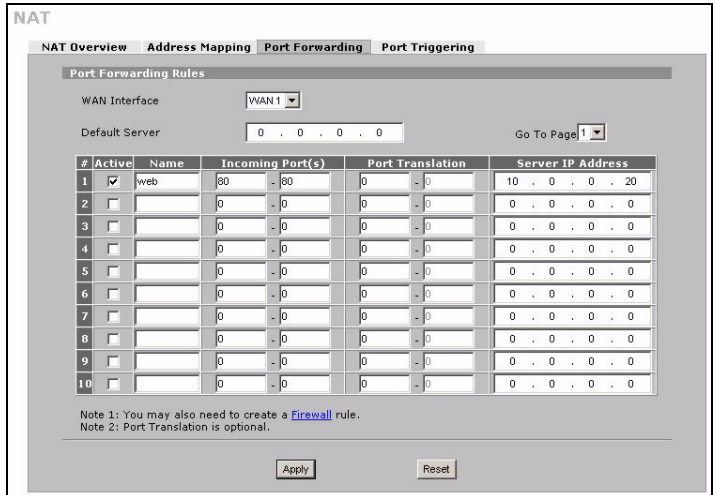 NAT
NAT Overview Address Mapping Port Forwarding Port Triggering
Port Forwarding Rules
WAN Interface WAN 1
Default Server 0 . 0 . 0 . 0 Go To Page 1
# Active Name Incoming Port(s) Port Translation Server IP Address
1 web 80 - 80 0 - 0 10 . 0 . 0 . 20
2 0 - 0 0 - 0 0 . 0 . 0 . 0
3 0 - 0 0 - 0 0 . 0 . 0 . 0
4 0 - 0 0 - 0 0 . 0 . 0 . 0
5 0 - 0 0 - 0 0 . 0 . 0 . 0
6 0 - 0 0 - 0 0 . 0 . 0 . 0
7 0 - 0 0 - 0 0 . 0 . 0 . 0
8 0 - 0 0 - 0 0 . 0 . 0 . 0
9 0 - 0 0 - 0 0 . 0 . 0 . 0
10 0 - 0 0 - 0 0 . 0 . 0 . 0
Note 1: You may also need to create a Firewall rule.
Note 2: Port Translation is optional.
Apply Reset